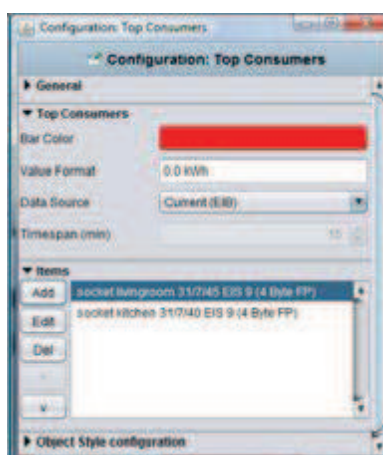 Configuration: Top Consumers
Configuration: Top Consumers
General
Top Consumers
Bar Color
Value Format 0.0 kWh
Data Source Current (EIB)
Timespan (min) 15
Items
Add socket livingroom 31/7/45 EIS 9 (4 Byte FP)
Edit socket kitchen 31/7/40 EIS 9 (4 Byte FP)
Del
v
Object Style configuration